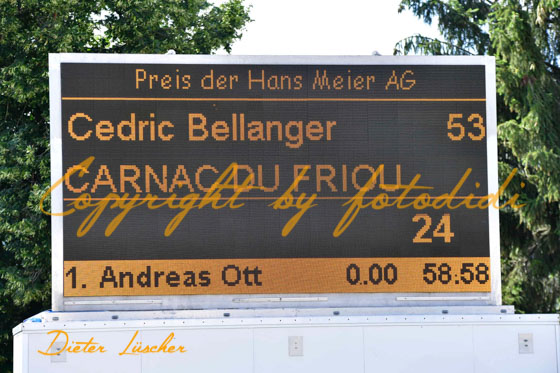 Preis der Hans Meier AG
Cedric Bellanger 53
CARNAC DU FRIOU
Copyright by fotodidi
24
1. Andreas Ott 0.00 58:58
Dieter Lüscher